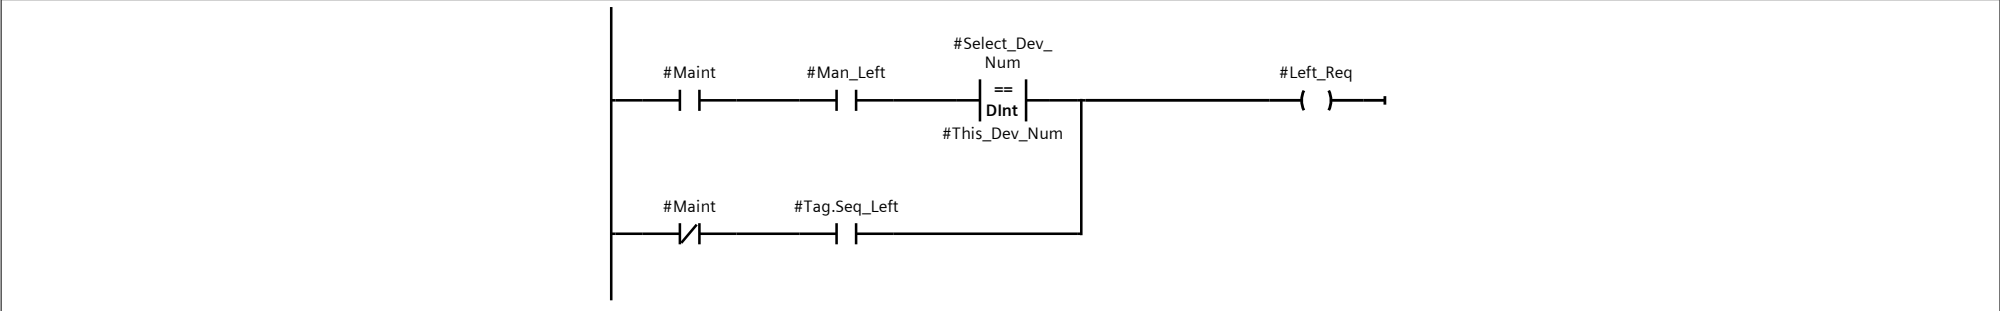 #Select_Dev_
Num
#Maint
#Man_Left
#Left_Req
==
DInt
#This_Dev_Num
#Maint
#Tag.Seq_Left